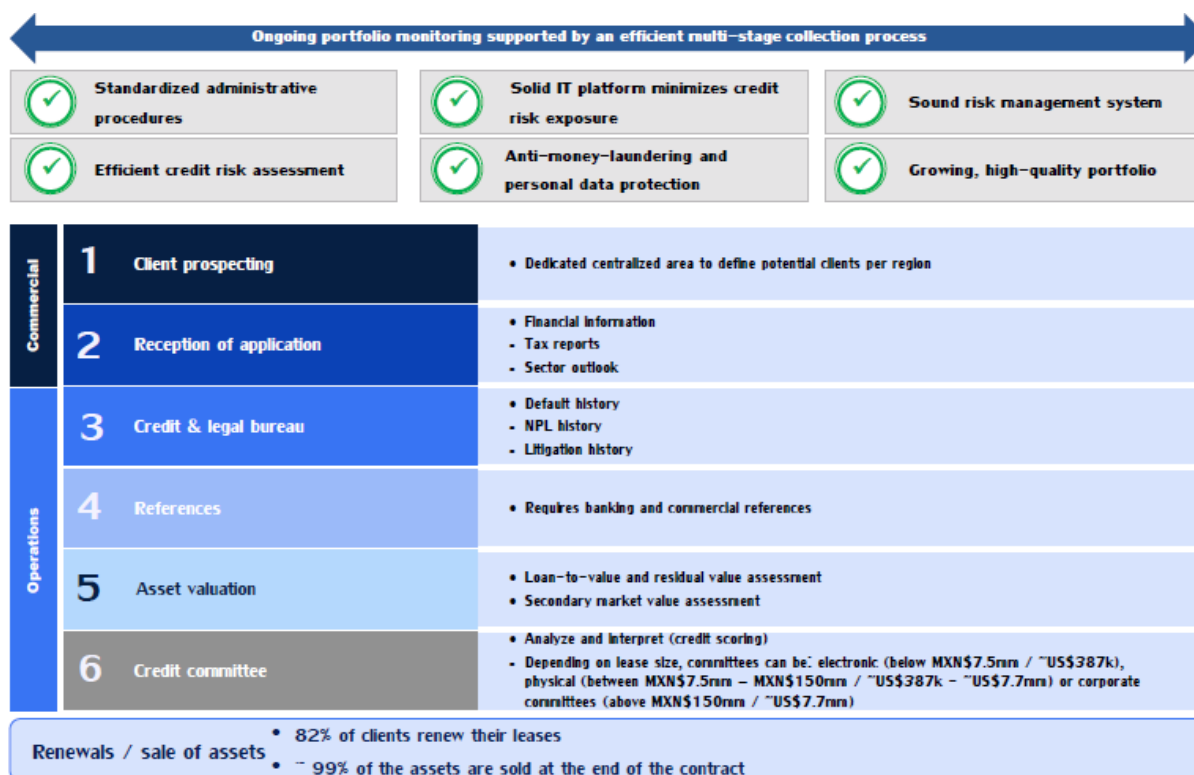 Ongoing portfolio monitoring supported by an efficient multi-stage collection process
Standardized administrative
procedures
Solid IT platform minimizes credit
risk exposure
Sound risk management system
Efficient credit risk assessment
Anti-money-laundering and
personal data protection
Growing, high-quality portfolio
Commercial
1 Client prospecting
• Dedicated centralized area to define potential clients per region
2 Reception of application
• Financial information
- Tax reports
- Sector outlook
Operations
3 Credit & legal bureau
• Default history
- NPL history
- Litigation history
4 References
• Requires banking and commercial references
5 Asset valuation
• Loan-to-value and residual value assessment
• Secondary market value assessment
6 Credit committee
• Analyze and interpret (credit scoring)
- Depending on lease size, committees can be: electronic (below MXN$7.5mm / ~US$387k),
physical (between MXN$7.5mm – MXN$150mm / ~US$387k - ~US$7.7mm) or corporate
committees (above MXN$150mm / ~US$7.7mm)
Renewals / sale of assets
• 82% of clients renew their leases
• ~ 99% of the assets are sold at the end of the contract